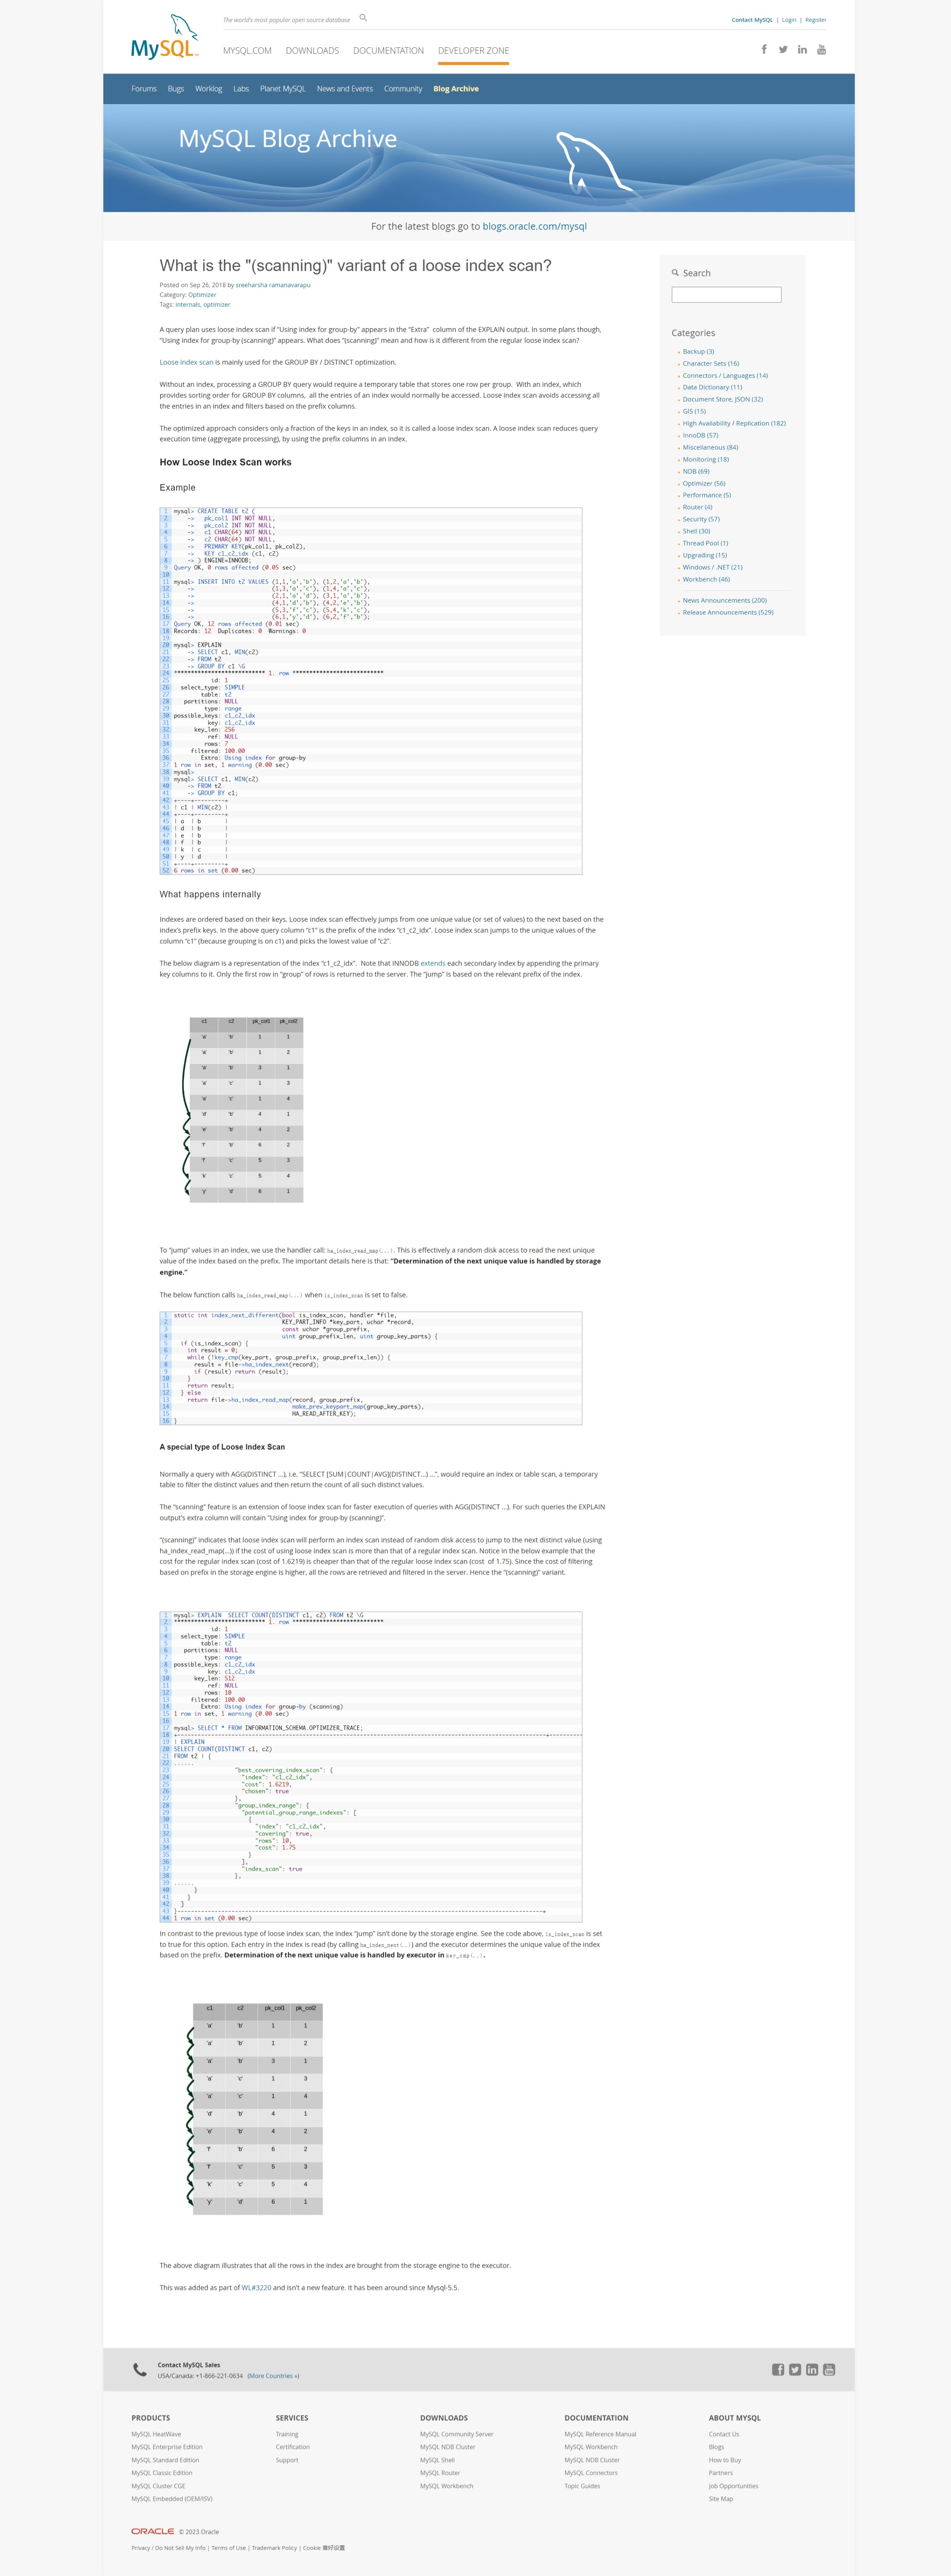 The world's most popular open source database
Contact MySQL | Login | Register
MySQL™
MYSQL.COM DOWNLOADS DOCUMENTATION DEVELOPER ZONE
Forums Bugs Worklog Labs Planet MySQL News and Events Community Blog Archive
MySQL Blog Archive
For the latest blogs go to blogs.oracle.com/mysql
What is the "(scanning)" variant of a loose index scan?
Posted on Sep 26, 2018 by sreeharsha ramanavarapu
Category: Optimizer
Tags: internals, optimizer
A query plan uses loose index scan if “Using index for group-by” appears in the “Extra” column of the EXPLAIN output. In some plans though,
“Using index for group-by (scanning)” appears. What does “(scanning)” mean and how is it different from the regular loose index scan?
Loose index scan is mainly used for the GROUP BY / DISTINCT optimization.
Without an index, processing a GROUP BY query would require a temporary table that stores one row per group. With an index, which
provides sorting order for GROUP BY columns, all the entries of an index would normally be accessed. Loose index scan avoids accessing all
the entries in an index and filters based on the prefix columns.
The optimized approach considers only a fraction of the keys in an index, so it is called a loose index scan. A loose index scan reduces query
execution time (aggregate process), by using the prefix columns in an index.
How Loose Index Scan works
Example
1 mysql> CREATE TABLE t2 (
2 -> pk_col1 INT NOT NULL,
3 -> pk_col2 INT NOT NULL,
4 -> c1 CHAR(64) NOT NULL,
5 -> c2 CHAR(64) NOT NULL,
6 -> PRIMARY KEY(pk_col1, pk_col2),
7 -> KEY c1_c2_idx (c1, c2)
8 -> ) ENGINE=INNODB;
9 Query OK, 0 rows affected (0.05 sec)
10
11 mysql> INSERT INTO t2 VALUES (1,1,'a','b'), (1,2,'a','b'),
12 -> (1,3,'a','c'), (1,4,'a','c'),
13 -> (2,1,'a','d'), (3,1,'a','b'),
14 -> (4,1,'d','b'), (4,2,'e','b'),
15 -> (5,3,'f','c'), (5,4,'k','c'),
16 -> (6,1,'y','d'), (6,2,'f','b');
17 Query OK, 12 rows affected (0.01 sec)
18 Records: 12 Duplicates: 0 Warnings: 0
19
20 mysql> EXPLAIN
21 -> SELECT c1, MIN(c2)
22 -> FROM t2
23 -> GROUP BY c1 \G
24 *************************** 1. row ***************************
25 id: 1
26 select_type: SIMPLE
27 table: t2
28 partitions: NULL
29 type: range
30 possible_keys: c1_c2_idx
31 key: c1_c2_idx
32 key_len: 256
33 ref: NULL
34 rows: 7
35 filtered: 100.00
36 Extra: Using index for group-by
37 1 row in set, 1 warning (0.00 sec)
38 mysql>
39 mysql> SELECT c1, MIN(c2)
40 -> FROM t2
41 -> GROUP BY c1;
42 +----+---------+
43 | c1 | MIN(c2) |
44 +----+---------+
45 | a | b |
46 | d | b |
47 | e | b |
48 | f | b |
49 | k | c |
50 | y | d |
51 +----+---------+
52 6 rows in set (0.00 sec)
What happens internally
Indexes are ordered based on their keys. Loose index scan effectively jumps from one unique value (or set of values) to the next based on the
index’s prefix keys. In the above query column “c1” is the prefix of the index “c1_c2_idx”. Loose index scan jumps to the unique values of the
column “c1” (because grouping is on c1) and picks the lowest value of “c2”.
The below diagram is a representation of the index “c1_c2_idx”. Note that INNODB extends each secondary index by appending the primary
key columns to it. Only the first row in “group” of rows is returned to the server. The “jump” is based on the relevant prefix of the index.
c1 c2 pk_col1 pk_col2
'a' 'b' 1 1
'a' 'b' 1 2
'a' 'b' 3 1
'a' 'c' 1 3
'a' 'c' 1 4
'd' 'b' 4 1
'e' 'b' 4 2
'f' 'b' 6 2
'f' 'c' 5 3
'k' 'c' 5 4
'y' 'd' 6 1
To “jump” values in an index, we use the handler call: ha_index_read_map(...). This is effectively a random disk access to read the next unique
value of the index based on the prefix. The important details here is that: “Determination of the next unique value is handled by storage
engine.”
The below function calls ha_index_read_map(...) when is_index_scan is set to false.
1 static int index_next_different(bool is_index_scan, handler *file,
2 KEY_PART_INFO *key_part, uchar *record,
3 const uchar *group_prefix,
4 uint group_prefix_len, uint group_key_parts) {
5 if (is_index_scan) {
6 int result = 0;
7 while (!key_cmp(key_part, group_prefix, group_prefix_len)) {
8 result = file->ha_index_next(record);
9 if (result) return (result);
10 }
11 return result;
12 } else
13 return file->ha_index_read_map(record, group_prefix,
14 make_prev_keypart_map(group_key_parts),
15 HA_READ_AFTER_KEY);
16 }
A special type of Loose Index Scan
Normally a query with AGG(DISTINCT ...), i.e. “SELECT [SUM|COUNT|AVG](DISTINCT...) ...”, would require an index or table scan, a temporary
table to filter the distinct values and then return the count of all such distinct values.
The “scanning” feature is an extension of loose index scan for faster execution of queries with AGG(DISTINCT ...). For such queries the EXPLAIN
output’s extra column will contain “Using index for group-by (scanning)”.
“(scanning)” indicates that loose index scan will perform an index scan instead of random disk access to jump to the next distinct value (using
ha_index_read_map(...)) if the cost of using loose index scan is more than that of a regular index scan. Notice in the below example that the
cost for the regular index scan (cost of 1.6219) is cheaper than that of the regular loose index scan (cost of 1.75). Since the cost of filtering
based on prefix in the storage engine is higher, all the rows are retrieved and filtered in the server. Hence the “(scanning)” variant.
1 mysql> EXPLAIN SELECT COUNT(DISTINCT c1, c2) FROM t2 \G
2 *************************** 1. row ***************************
3 id: 1
4 select_type: SIMPLE
5 table: t2
6 partitions: NULL
7 type: range
8 possible_keys: c1_c2_idx
9 key: c1_c2_idx
10 key_len: 512
11 ref: NULL
12 rows: 10
13 filtered: 100.00
14 Extra: Using index for group-by (scanning)
15 1 row in set, 1 warning (0.00 sec)
16
17 mysql> SELECT * FROM INFORMATION_SCHEMA.OPTIMIZER_TRACE;
18 +----------------------------------------+----------
19 | EXPLAIN
20 SELECT COUNT(DISTINCT c1, c2)
21 FROM t2 | {
22 ......
23 "best_covering_index_scan": {
24 "index": "c1_c2_idx",
25 "cost": 1.6219,
26 "chosen": true
27 },
28 "group_index_range": {
29 "potential_group_range_indexes": [
30 {
31 "index": "c1_c2_idx",
32 "covering": true,
33 "rows": 10,
34 "cost": 1.75
35 }
36 ],
37 "index_scan": true
38 },
39 ......
40 }
41 }
42 ]
43 }----------------------------------------+
44 1 row in set (0.00 sec)
In contrast to the previous type of loose index scan, the index “jump” isn’t done by the storage engine. See the code above, is_index_scan is set
to true for this option. Each entry in the index is read (by calling ha_index_next(..)) and the executor determines the unique value of the index
based on the prefix. Determination of the next unique value is handled by executor in key_cmp(..).
c1 c2 pk_col1 pk_col2
'a' 'b' 1 1
'a' 'b' 1 2
'a' 'b' 3 1
'a' 'c' 1 3
'a' 'c' 1 4
'd' 'b' 4 1
'e' 'b' 4 2
'f' 'b' 6 2
'f' 'c' 5 3
'k' 'c' 5 4
'y' 'd' 6 1
The above diagram illustrates that all the rows in the index are brought from the storage engine to the executor.
This was added as part of WL#3220 and isn’t a new feature. It has been around since Mysql-5.5.
Search
Categories
Backup (3)
Character Sets (16)
Connectors / Languages (14)
Data Dictionary (11)
Document Store, JSON (32)
GIS (15)
High Availability / Replication (182)
InnoDB (57)
Miscellaneous (84)
Monitoring (18)
NDB (69)
Optimizer (56)
Performance (5)
Router (4)
Security (57)
Shell (30)
Thread Pool (1)
Upgrading (15)
Windows / .NET (21)
Workbench (46)
News Announcements (200)
Release Announcements (529)
Contact MySQL Sales
USA/Canada: +1-866-221-0634 (More Countries »)
PRODUCTS
MySQL HeatWave
MySQL Enterprise Edition
MySQL Standard Edition
MySQL Classic Edition
MySQL Cluster CGE
MySQL Embedded (OEM/ISV)
SERVICES
Training
Certification
Support
DOWNLOADS
MySQL Community Server
MySQL NDB Cluster
MySQL Shell
MySQL Router
MySQL Workbench
DOCUMENTATION
MySQL Reference Manual
MySQL Workbench
MySQL NDB Cluster
MySQL Connectors
Topic Guides
ABOUT MYSQL
Contact Us
Blogs
How to Buy
Partners
Job Opportunities
Site Map
ORACLE © 2023 Oracle
Privacy / Do Not Sell My Info | Terms of Use | Trademark Policy | Cookie 喜好设置